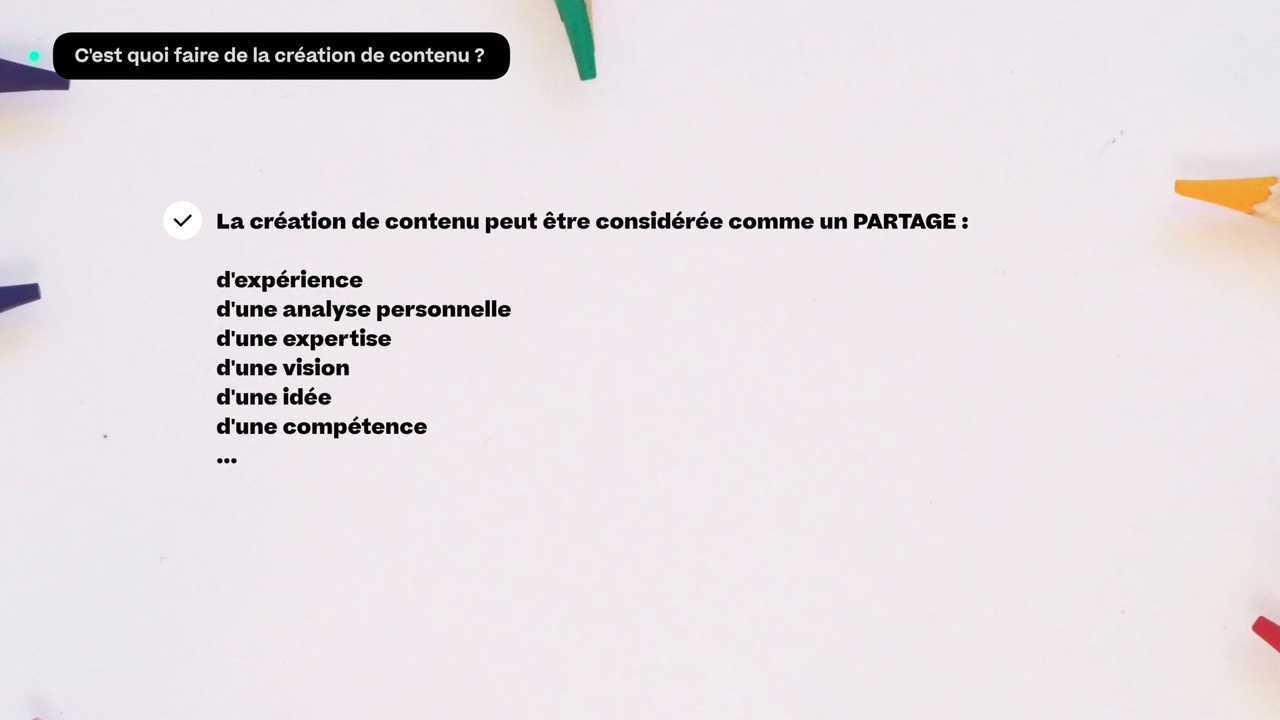 C'est quoi faire de la création de contenu ?
La création de contenu peut être considérée comme un PARTAGE :
d'expérience
d'une analyse personnelle
d'une expertise
d'une vision
d'une idée
d'une compétence
...